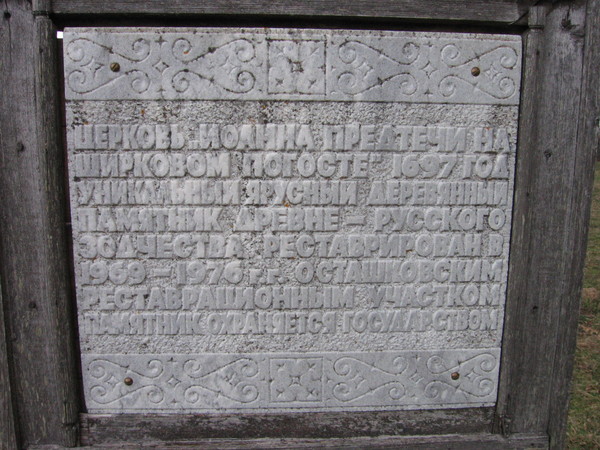 ЦЕРКОВЬ „ИОАННА ПРЕДТЕЧИ НА
ШИРКОВОМ ПОГОСТЕ" 1697 ГОД
УНИКАЛЬНЫЙ ЯРУСНЫЙ ДЕРЕВЯННЫЙ
ПАМЯТНИК ДРЕВНЕ — РУССКОГО
ЗОДЧЕСТВА РЕСТАВРИРОВАН В
1969 — 1976 г.г. ОСТАШКОВСКИМ
РЕСТАВРАЦИОННЫМ УЧАСТКОМ
ПАМЯТНИК ОХРАНЯЕТСЯ ГОСУДАРСТВОМ